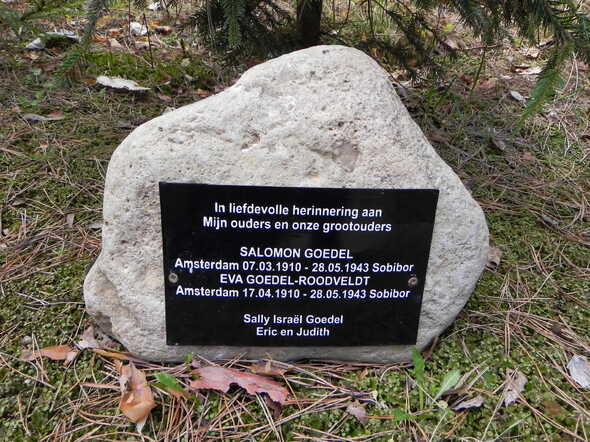 In liefdevolle herinnering aan
Mijn ouders en onze grootouders
SALOMON GOEDEL
Amsterdam 07.03.1910 - 28.05.1943 Sobibor
EVA GOEDEL-ROODVELDT
Amsterdam 17.04.1910 - 28.05.1943 Sobibor
Sally Israël Goedel
Eric en Judith